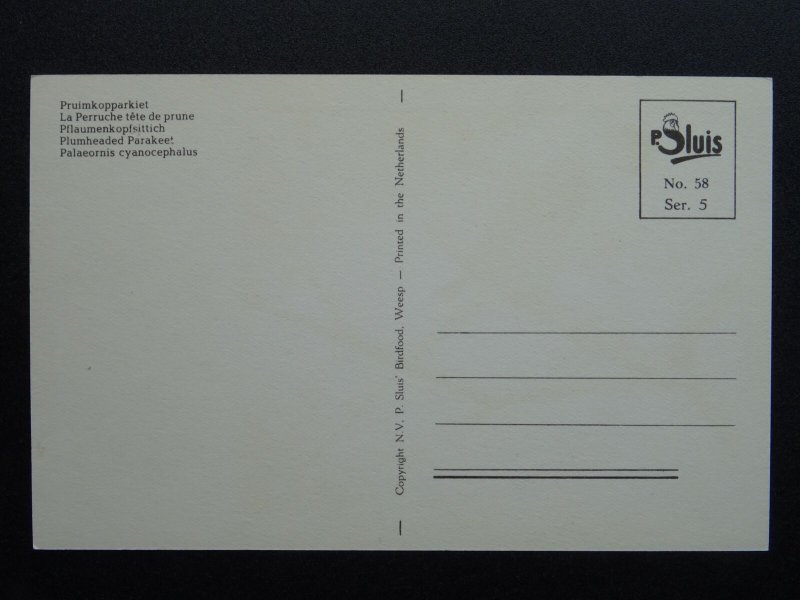 Pruimkopparkiet
La Perruche tête de prune
Pflaumenkopfsittich
Plumheaded Parakeet
Palaeornis cyanocephalus
Copyright N.V. P. Sluis' Birdfood, Weesp — Printed in the Netherlands
P. Sluis
No. 58
Ser. 5